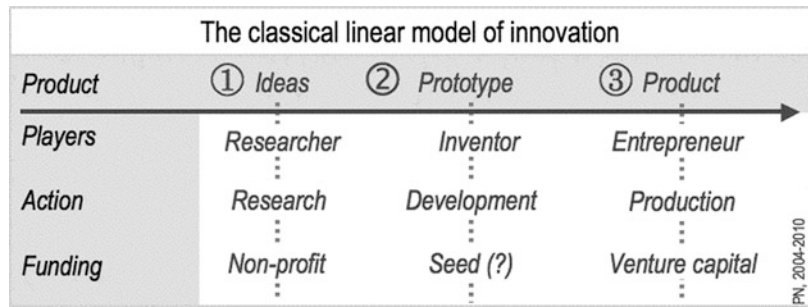 The classical linear model of innovation
Product ① Ideas ② Prototype ③ Product
Players Researcher Inventor Entrepreneur
Action Research Development Production
Funding Non-profit Seed (?) Venture capital
PN, 2004-2010